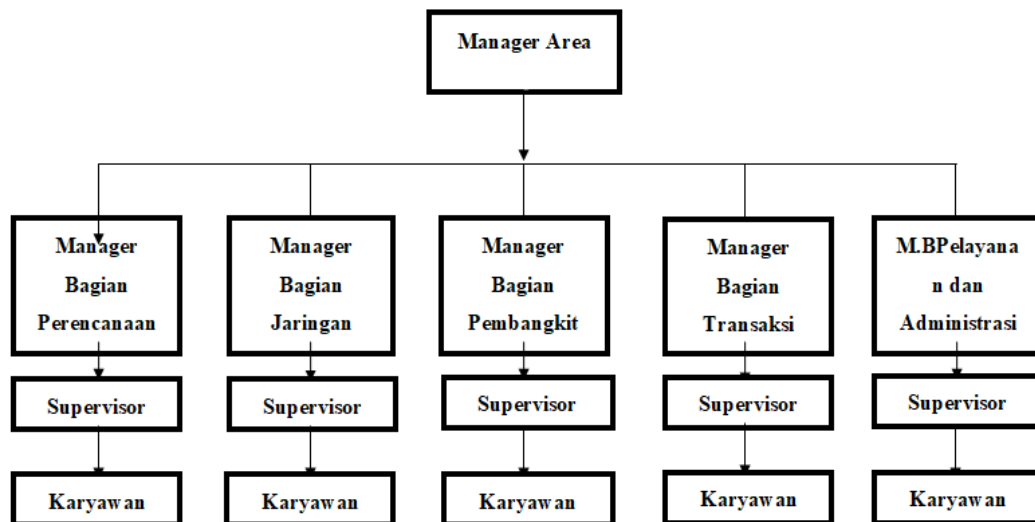 Manager Area
Manager
Bagian
Perencanaan
Manager
Bagian
Jaringan
Manager
Bagian
Pembangkit
Manager
Bagian
Transaksi
M.BPelayana
n dan
Administrasi
Supervisor
Supervisor
Supervisor
Supervisor
Supervisor
Karyawan
Karyawan
Karyawan
Karyawan
Karyawan